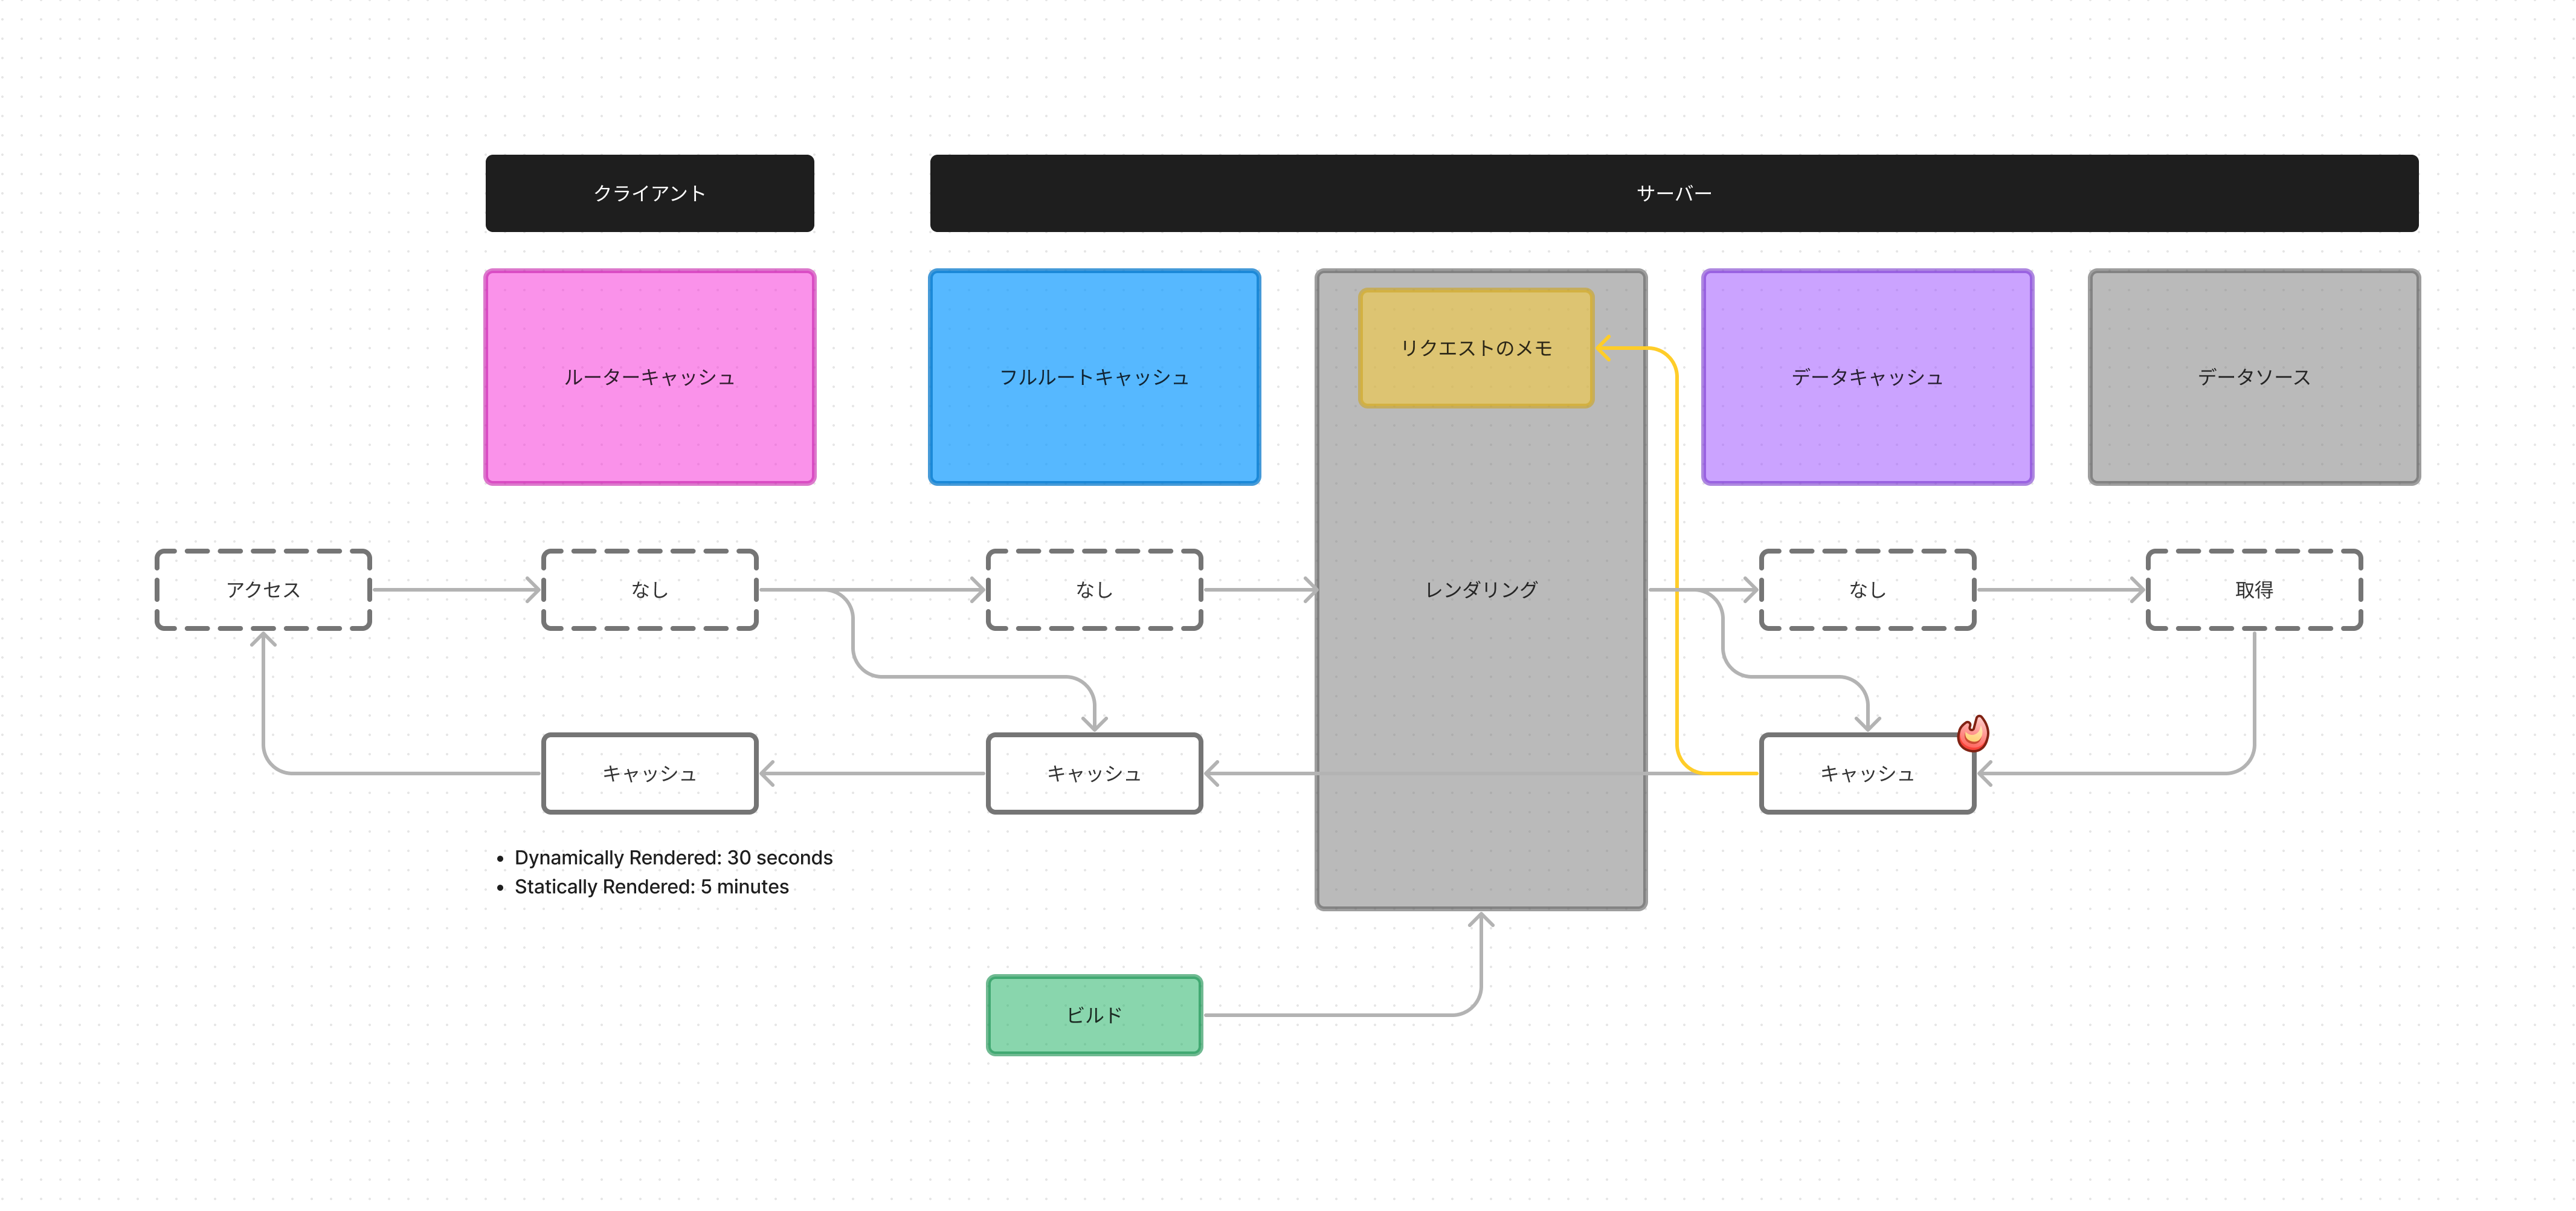 クライアント
サーバー
ルーターキャッシュ
フルルートキャッシュ
リクエストのメモ
データキャッシュ
データソース
アクセス
なし
なし
レンダリング
なし
取得
キャッシュ
キャッシュ
キャッシュ
• Dynamically Rendered: 30 seconds
• Statically Rendered: 5 minutes
ビルド